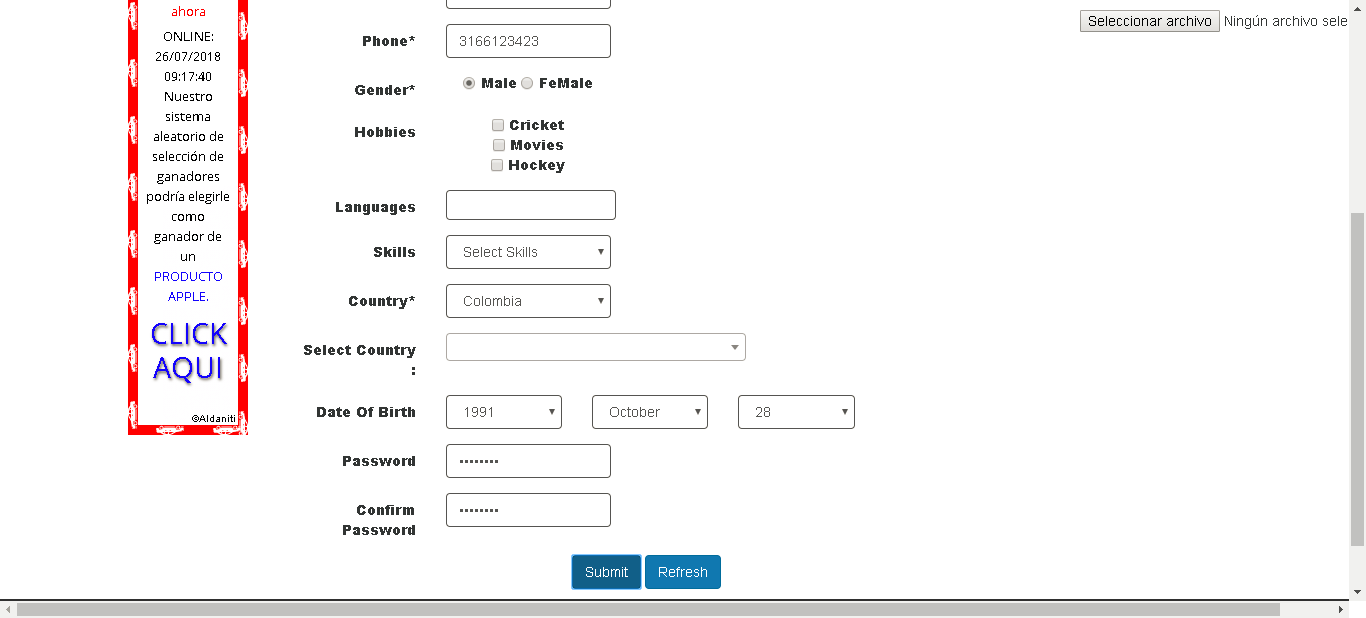 ahora
ONLINE:
26/07/2018
09:17:40
Nuestro
sistema
aleatorio de
selección de
ganadores
podría elegirle
como
ganador de
un
PRODUCTO
APPLE.
CLICK
AQUI
©Aldaniti
Phone* 3166123423
Gender* Male FeMale
Hobbies Cricket
Movies
Hockey
Languages
Skills Select Skills
Country* Colombia
Select Country
:
Date Of Birth 1991 October 28
Password ••••••••
Confirm ••••••••
Password
Submit Refresh
Seleccionar archivo Ningún archivo sele